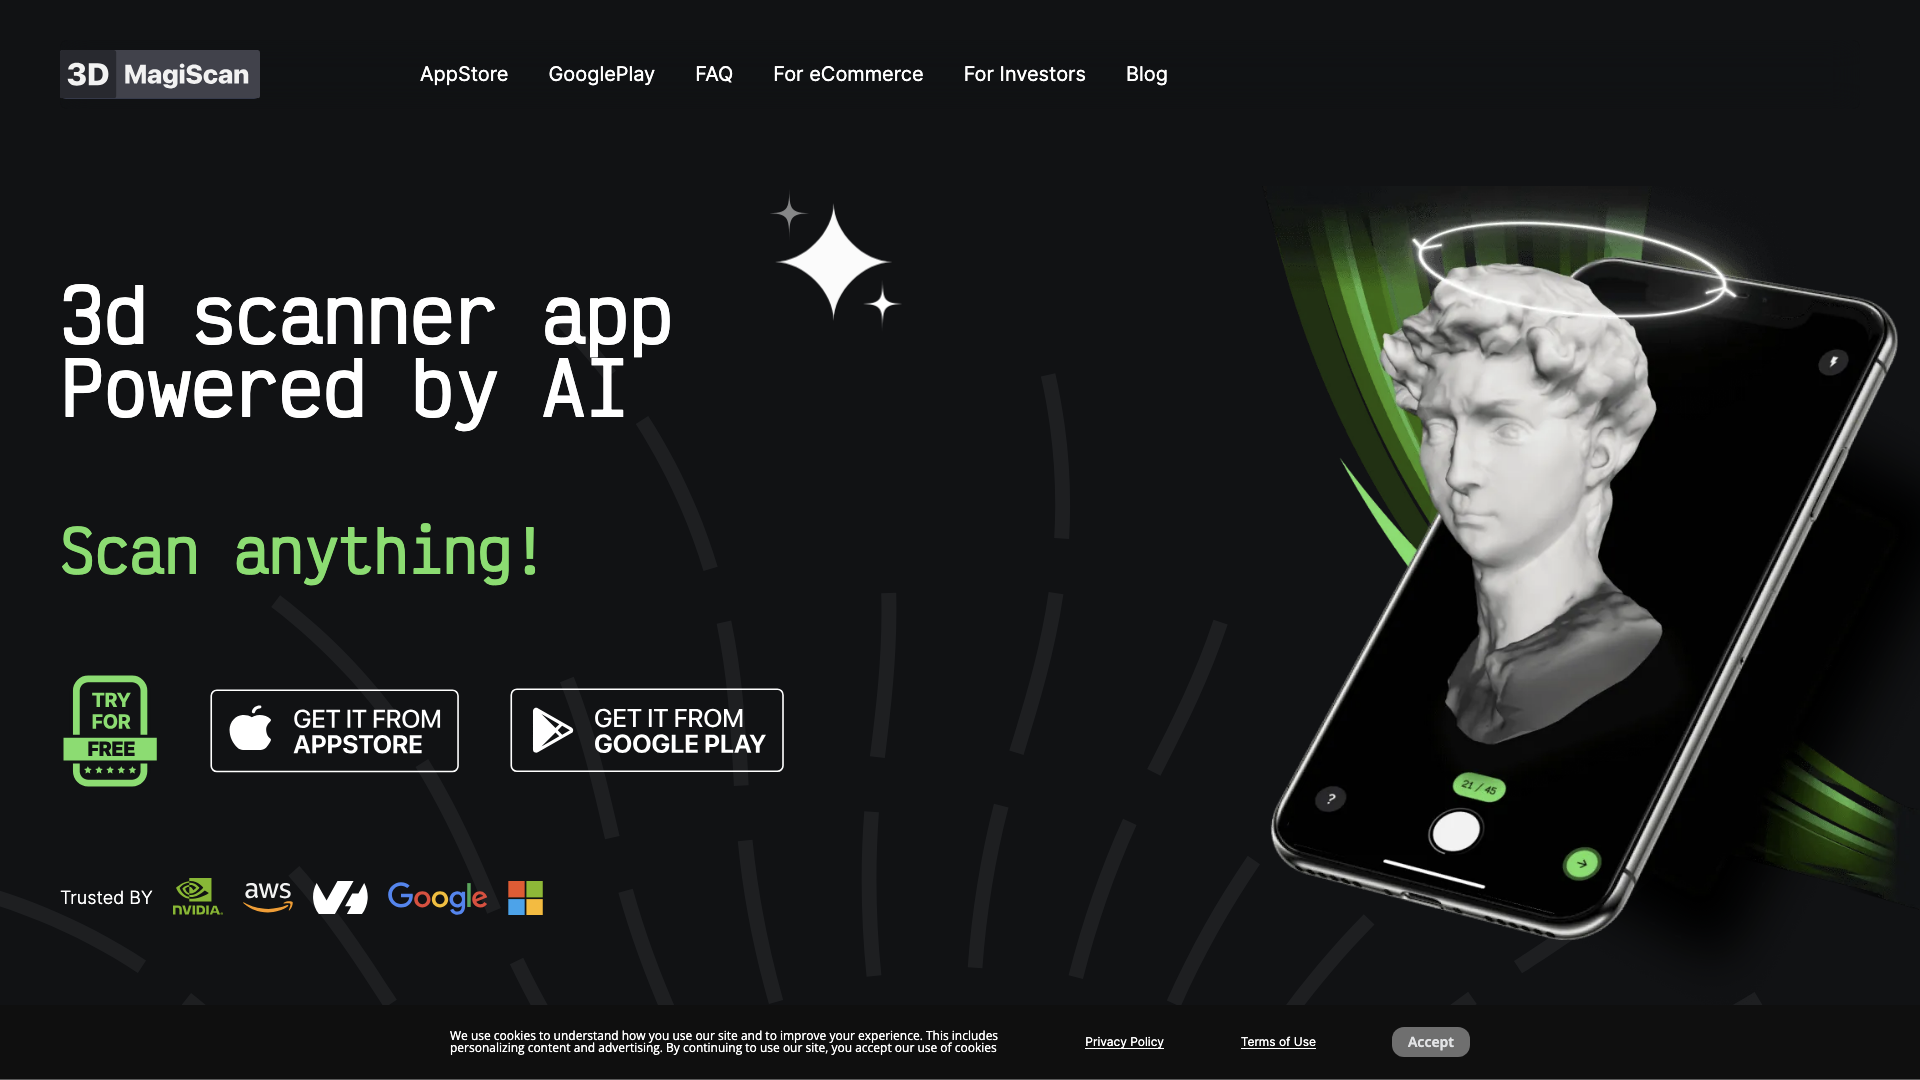 3D MagiScan
AppStore
GooglePlay
FAQ
For eCommerce
For Investors
Blog
3d scanner app
Powered by AI
Scan anything!
TRY
FOR
FREE
GET IT FROM
APPSTORE
GET IT FROM
GOOGLE PLAY
21 / 45
?
Trusted BY
NVIDIA.
aws
Google
We use cookies to understand how you use our site and to improve your experience. This includes
personalizing content and advertising. By continuing to use our site, you accept our use of cookies
Privacy Policy
Terms of Use
Accept